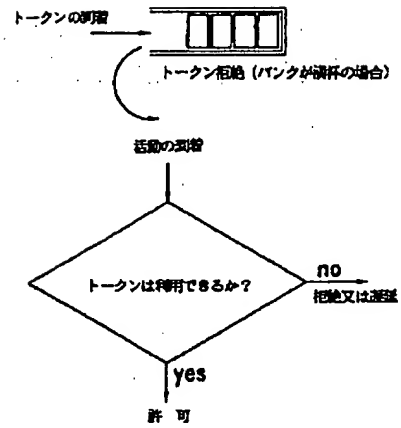 トークンの到着
トークン拒絶（バンクが満杯の場合）
活動の到着
トークンは利用できるか？
no
拒絶又は遅延
yes
許 可